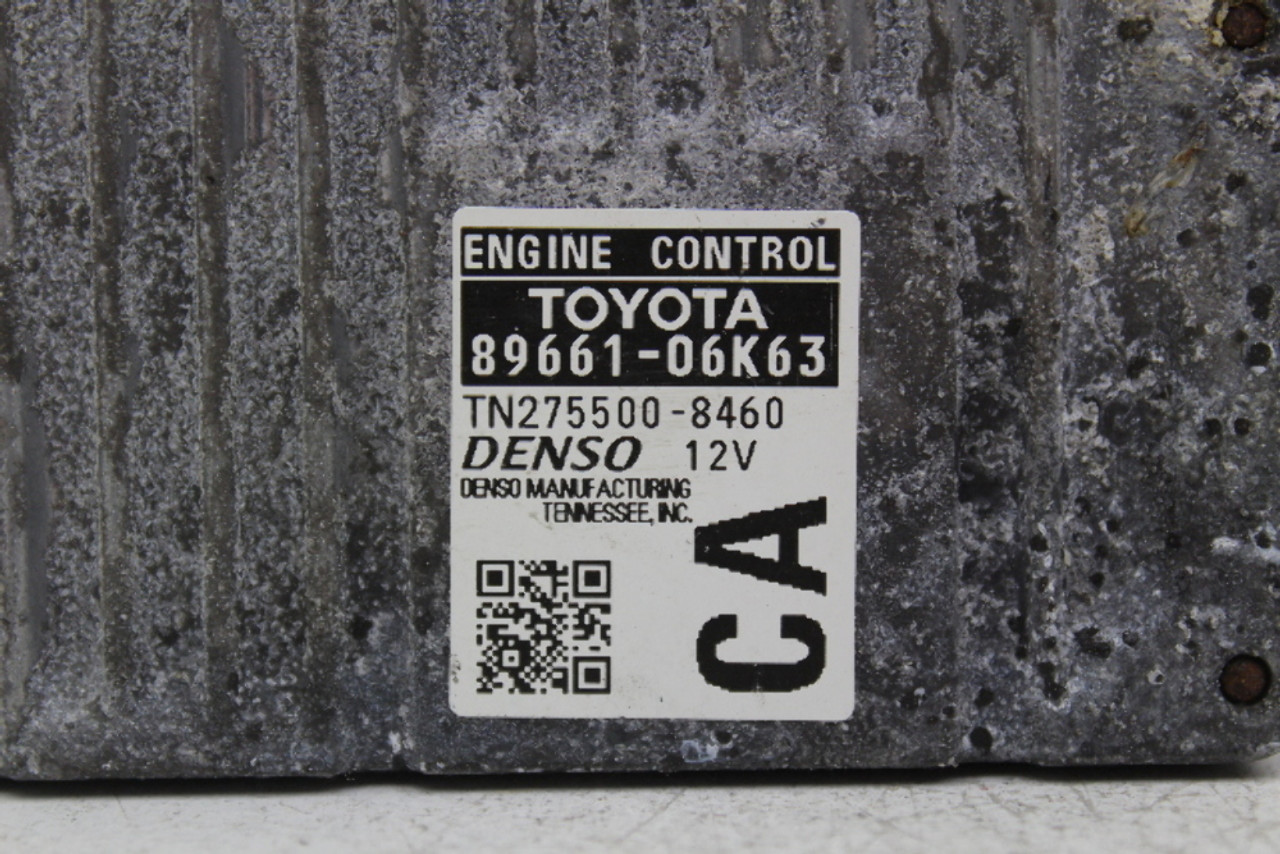 ENGINE CONTROL
TOYOTA
89661-06K63
TN275500-8460
DENSO 12V
DENSO MANUFACTURING
TENNESSEE, INC.
CA